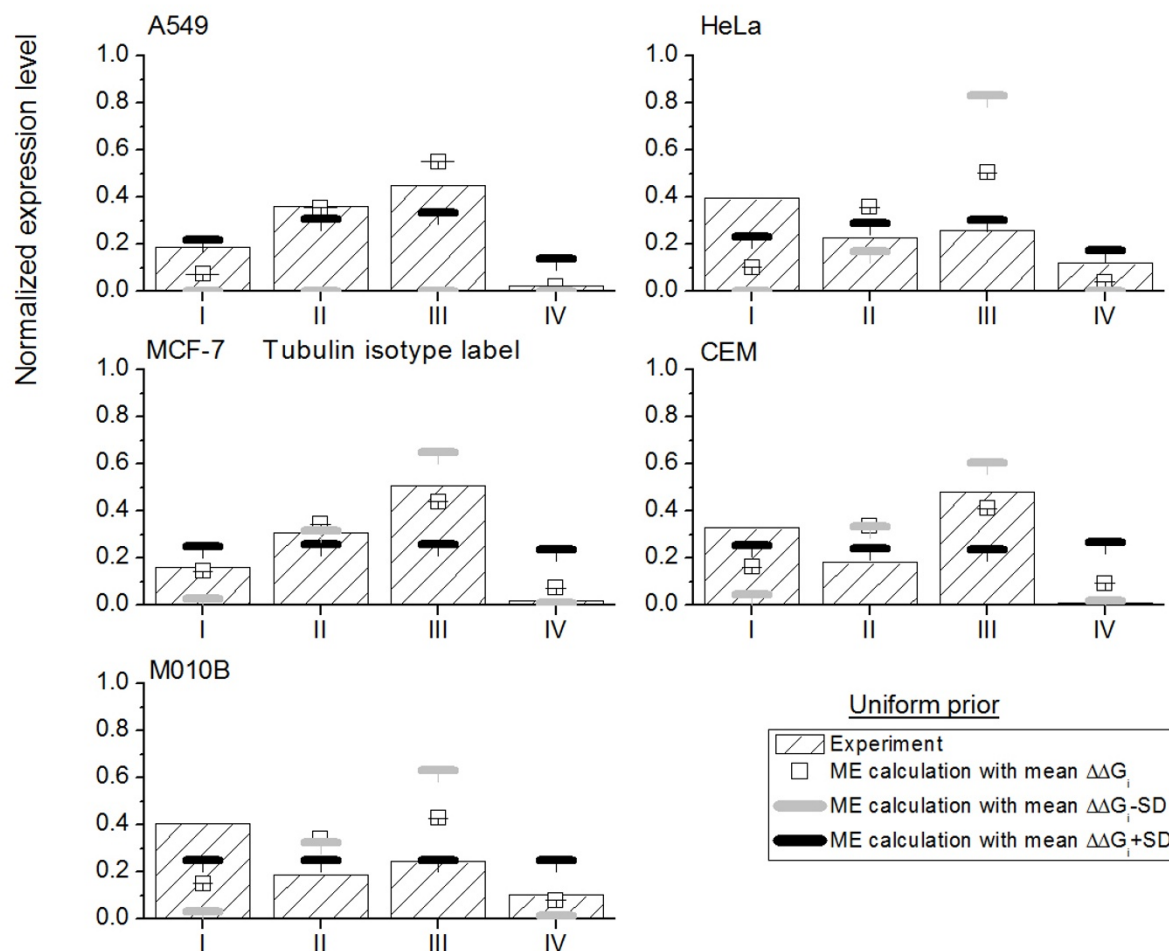 Normalized expression level
A549
1.0
0.8
0.6
0.4
0.2
0.0
I II III IV
HeLa
1.0
0.8
0.6
0.4
0.2
0.0
I II III IV
MCF-7 Tubulin isotype label
1.0
0.8
0.6
0.4
0.2
0.0
I II III IV
CEM
1.0
0.8
0.6
0.4
0.2
0.0
I II III IV
M010B
1.0
0.8
0.6
0.4
0.2
0.0
I II III IV
Uniform prior
Experiment
ME calculation with mean ΔΔGᵢ
ME calculation with mean ΔΔGᵢ-SD
ME calculation with mean ΔΔGᵢ+SD